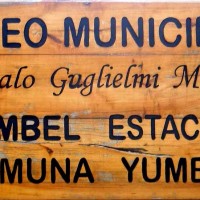 EO MUNICI
alo Guglielmi M
MBEL ESTAC
MUNA YUMB